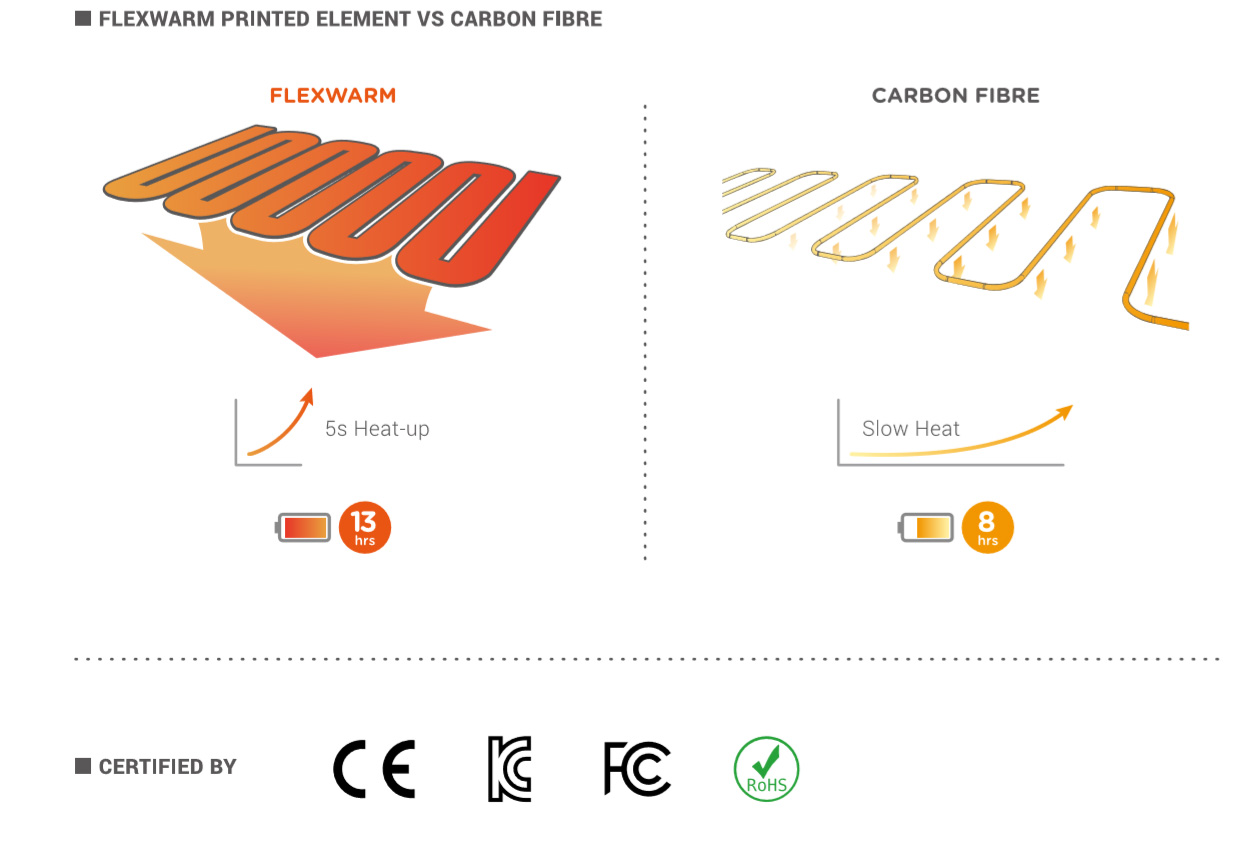 FLEXWARM PRINTED ELEMENT VS CARBON FIBRE
FLEXWARM
CARBON FIBRE
5s Heat-up
Slow Heat
13
hrs
8
hrs
CERTIFIED BY
CE
KC
FC
RoHS